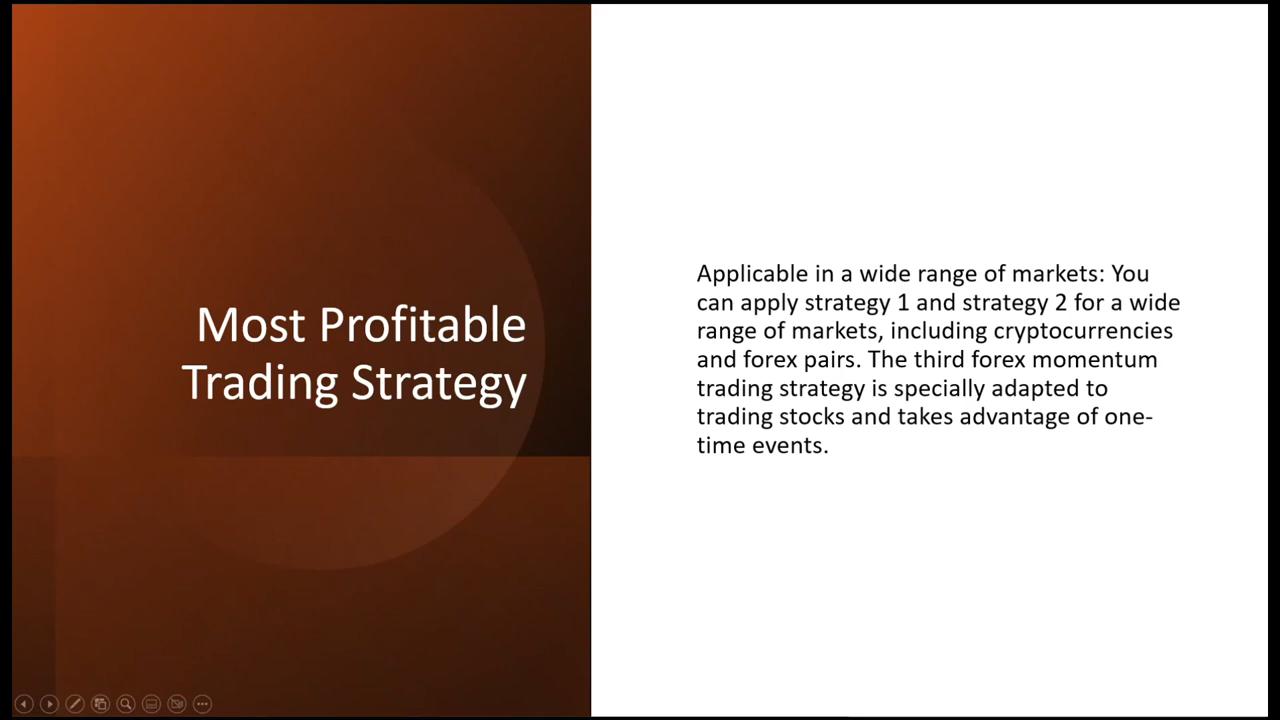 Most Profitable
Trading Strategy
Applicable in a wide range of markets: You
can apply strategy 1 and strategy 2 for a wide
range of markets, including cryptocurrencies
and forex pairs. The third forex momentum
trading strategy is specially adapted to
trading stocks and takes advantage of one-
time events.